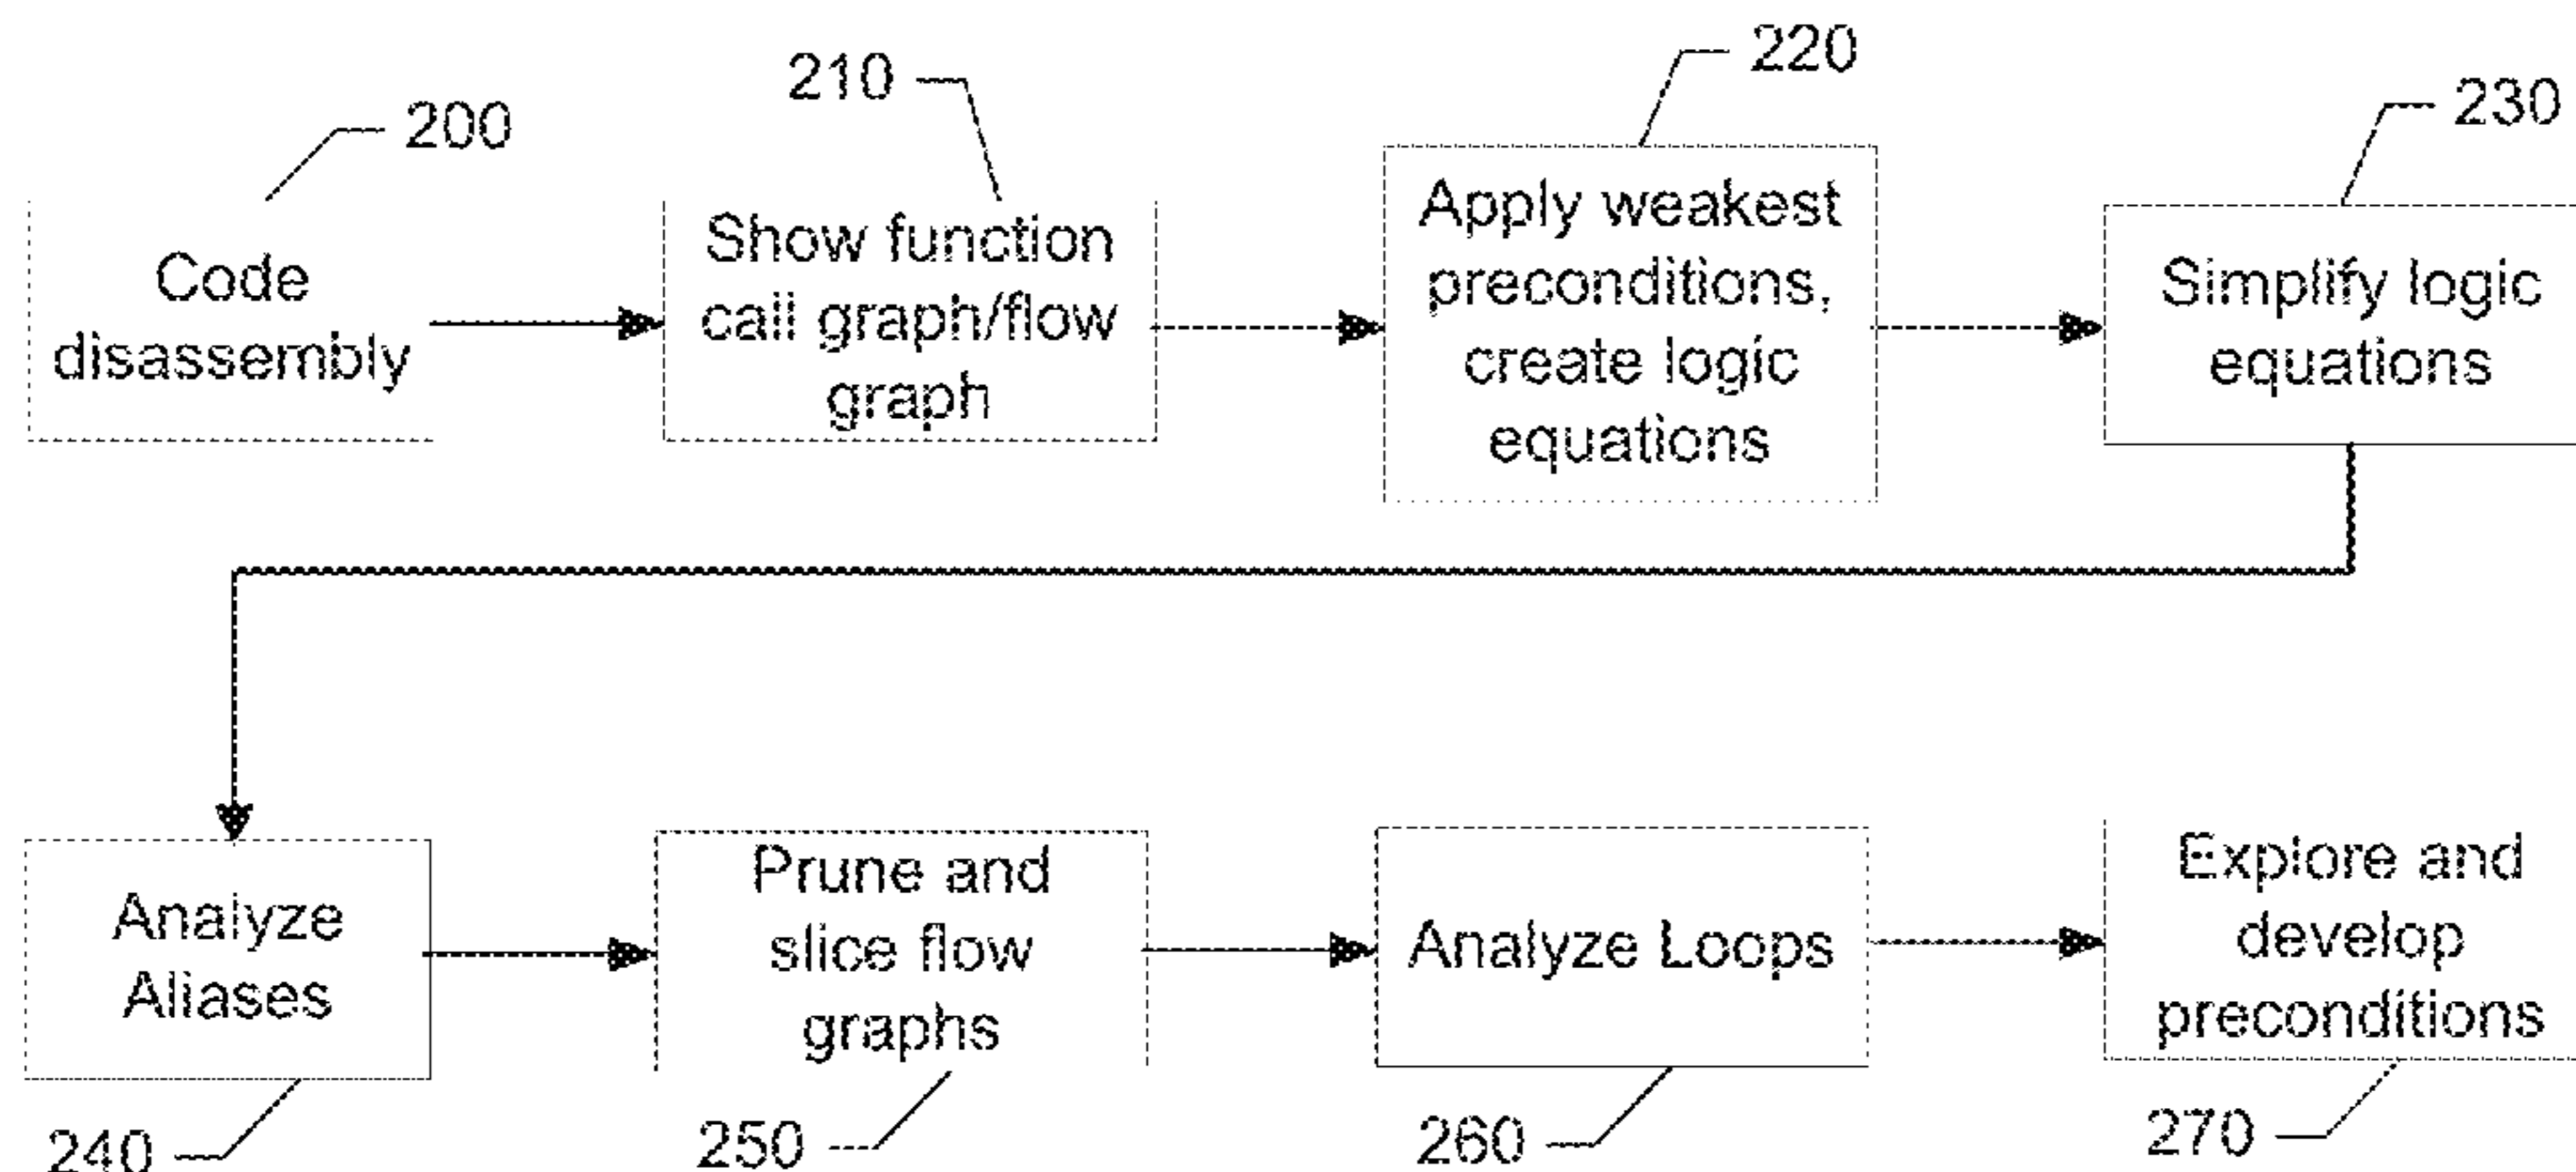 200
210
220
230
Code
disassembly
Show function
call graph/flow
graph
Apply weakest
preconditions,
create logic
equations
Simplify logic
equations
Analyze
Aliases
Prune and
slice flow
graphs
Analyze Loops
Explore and
develop
preconditions
240
250
260
270